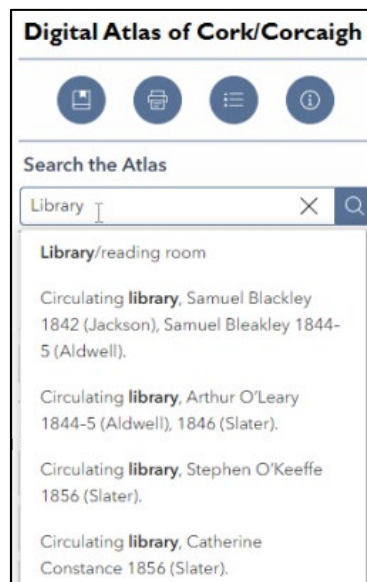 Digital Atlas of Cork/Corcaigh
Search the Atlas
Library
Library/reading room
Circulating library, Samuel Blackley
1842 (Jackson), Samuel Bleakley 1844–
5 (Aldwell).
Circulating library, Arthur O'Leary
1844–5 (Aldwell), 1846 (Slater).
Circulating library, Stephen O'Keeffe
1856 (Slater).
Circulating library, Catherine
Constance 1856 (Slater).